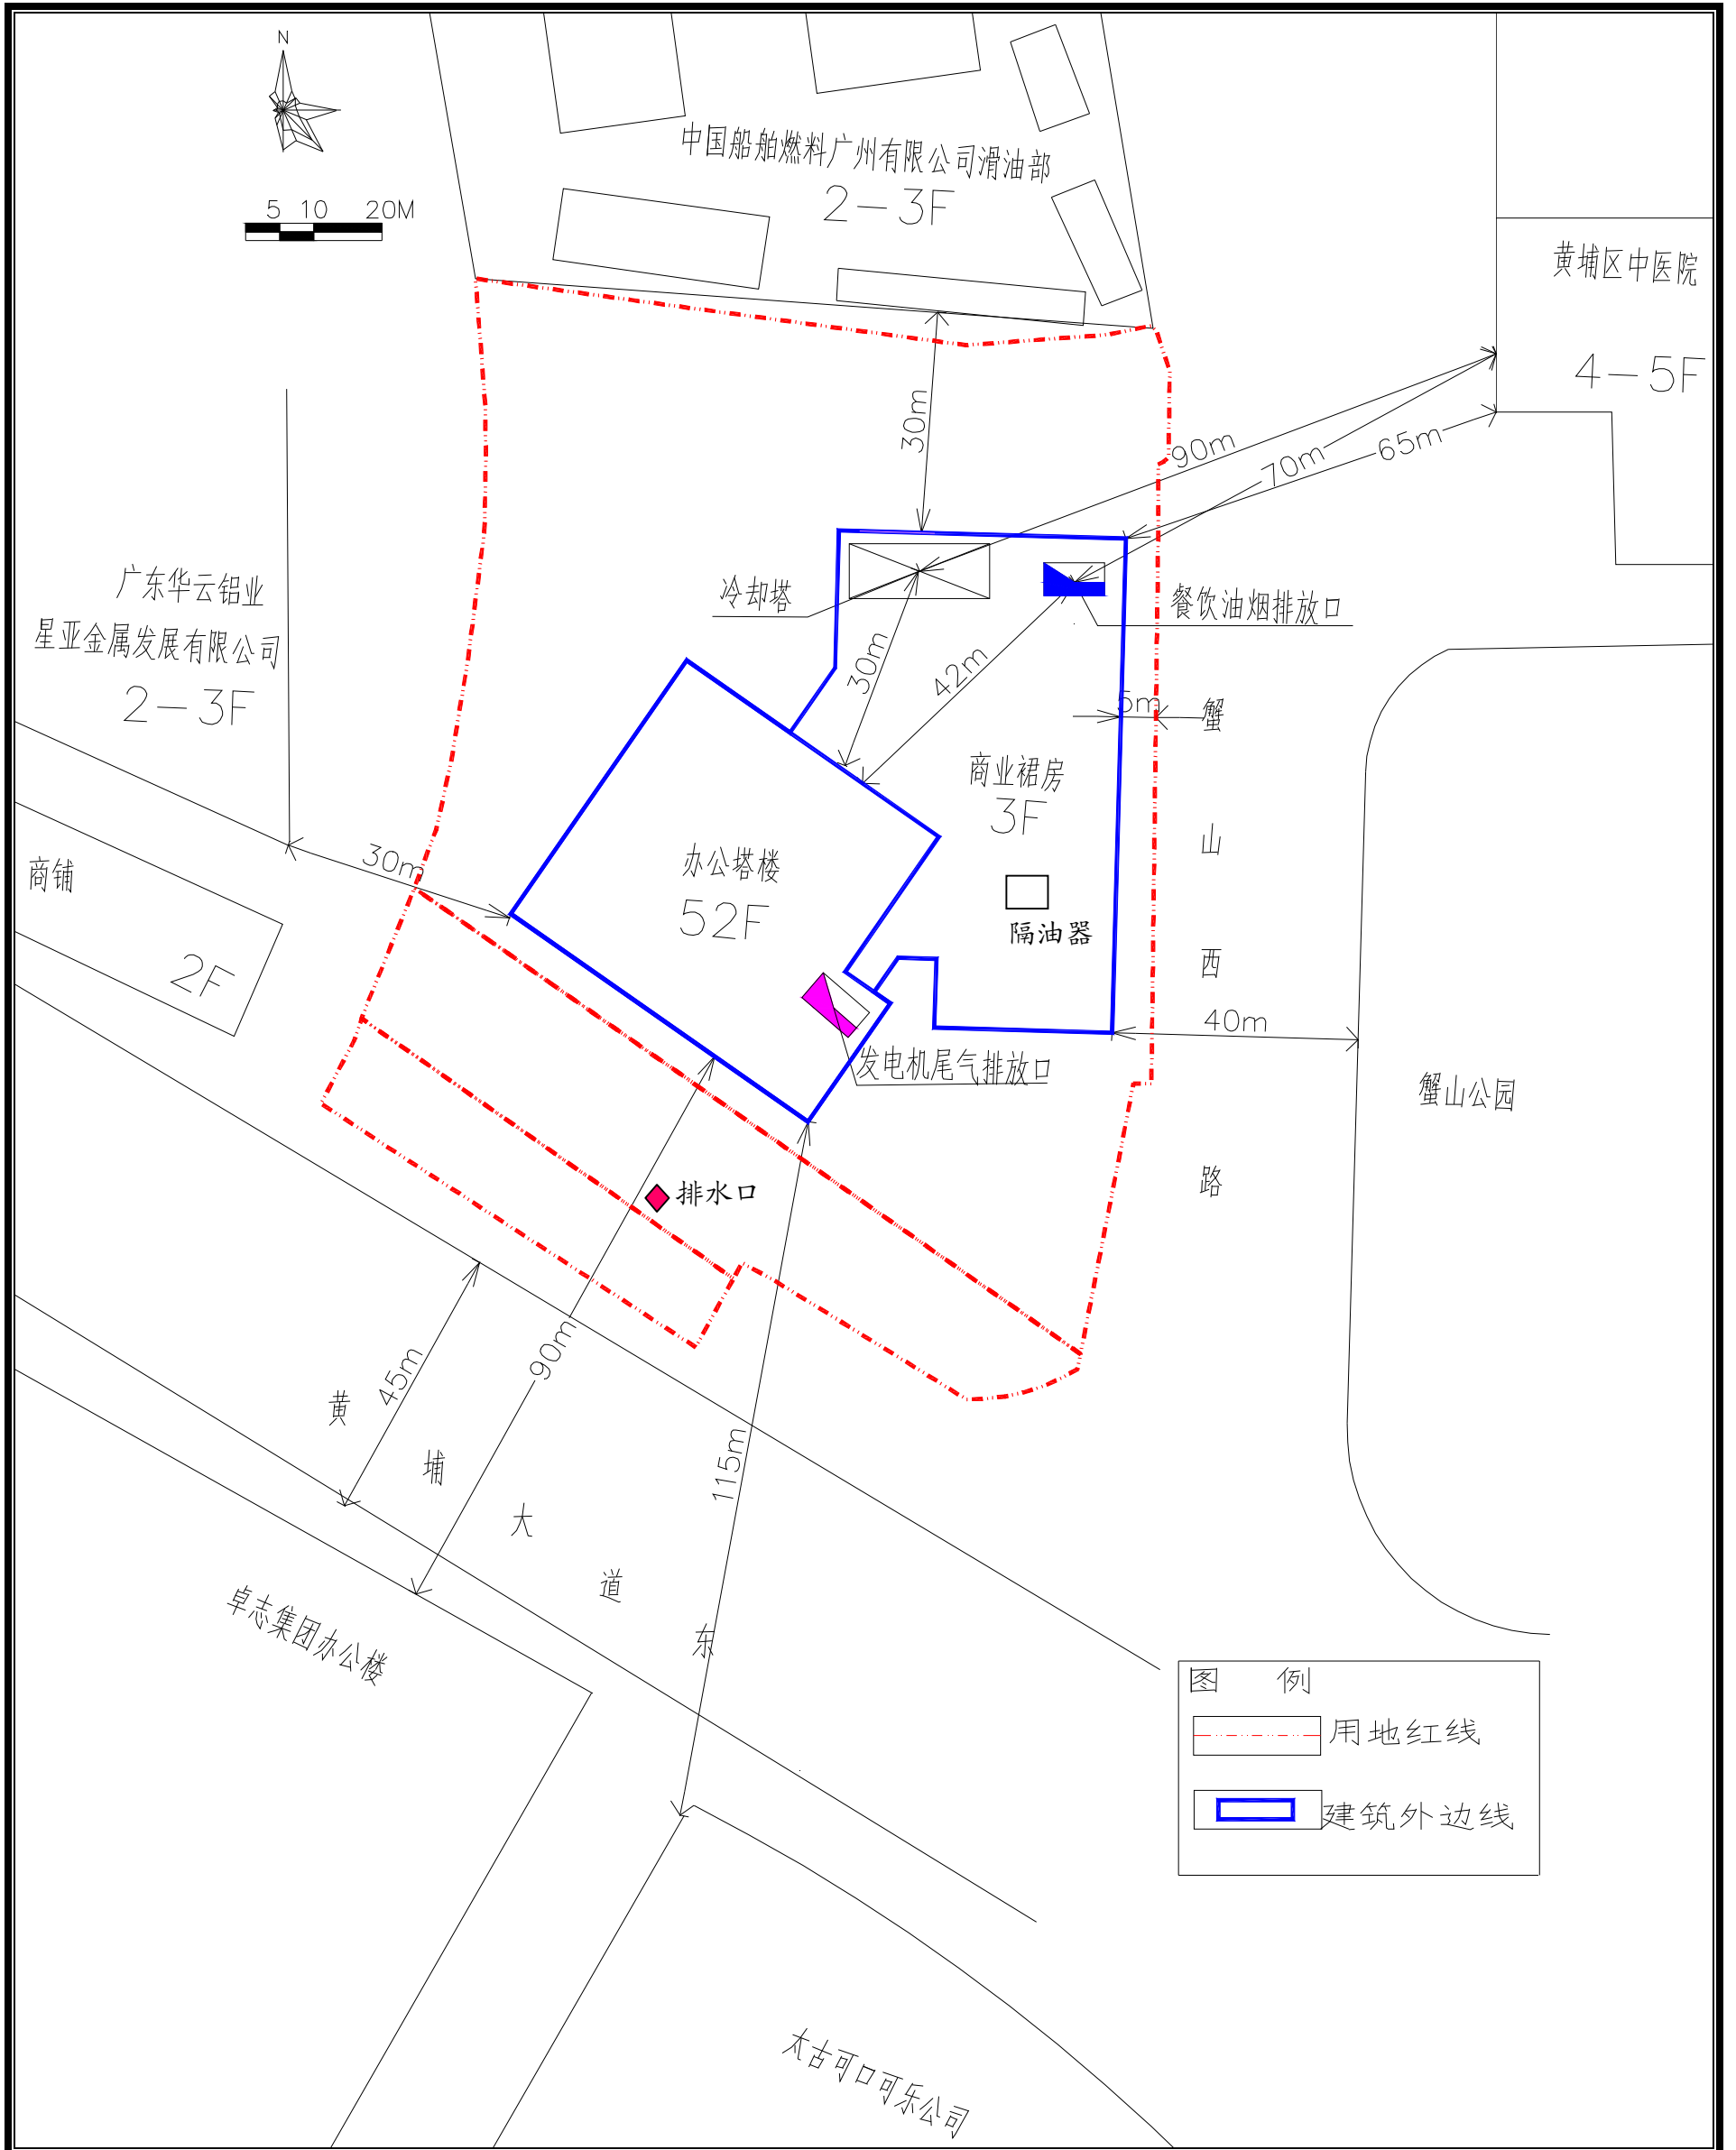 N
5 10 20M
中国船舶燃料广州有限公司滑油部
2-3F
黄埔区中医院
4-5F
30m
90m
70m
65m
广东华云铝业
星亚金属发展有限公司
2-3F
冷却塔
餐饮油烟排放口
30m
42m
5m
商业裙房
3F
办公塔楼
52F
隔油器
30m
商铺
2F
发电机尾气排放口
40m
蟹山西路
蟹山公园
排水口
45m
90m
115m
黄埔大道东
卓志集团办公楼
太古可口可乐公司
图 例
用地红线
建筑外边线